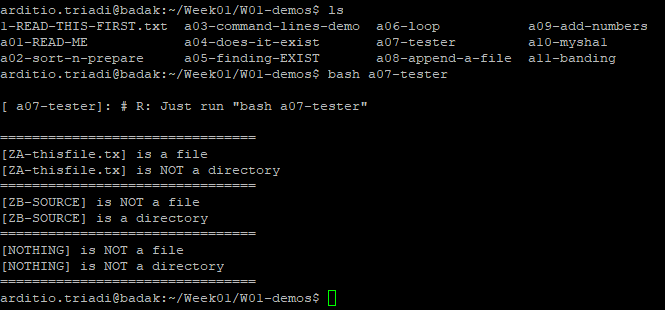 arditio.triadi@badak:~/Week01/W01-demos$ ls
1-READ-THIS-FIRST.txt  a03-command-lines-demo  a06-loop           a09-add-numbers
a01-READ-ME            a04-does-it-exist       a07-tester         a10-mysha1
a02-sort-n-prepare     a05-finding-EXIST       a08-append-a-file  a11-banding
arditio.triadi@badak:~/Week01/W01-demos$ bash a07-tester
[ a07-tester]: # R: Just run "bash a07-tester"
================================
[ZA-thisfile.tx] is a file
[ZA-thisfile.tx] is NOT a directory
================================
[ZB-SOURCE] is NOT a file
[ZB-SOURCE] is a directory
================================
[NOTHING] is NOT a file
[NOTHING] is NOT a directory
================================
arditio.triadi@badak:~/Week01/W01-demos$